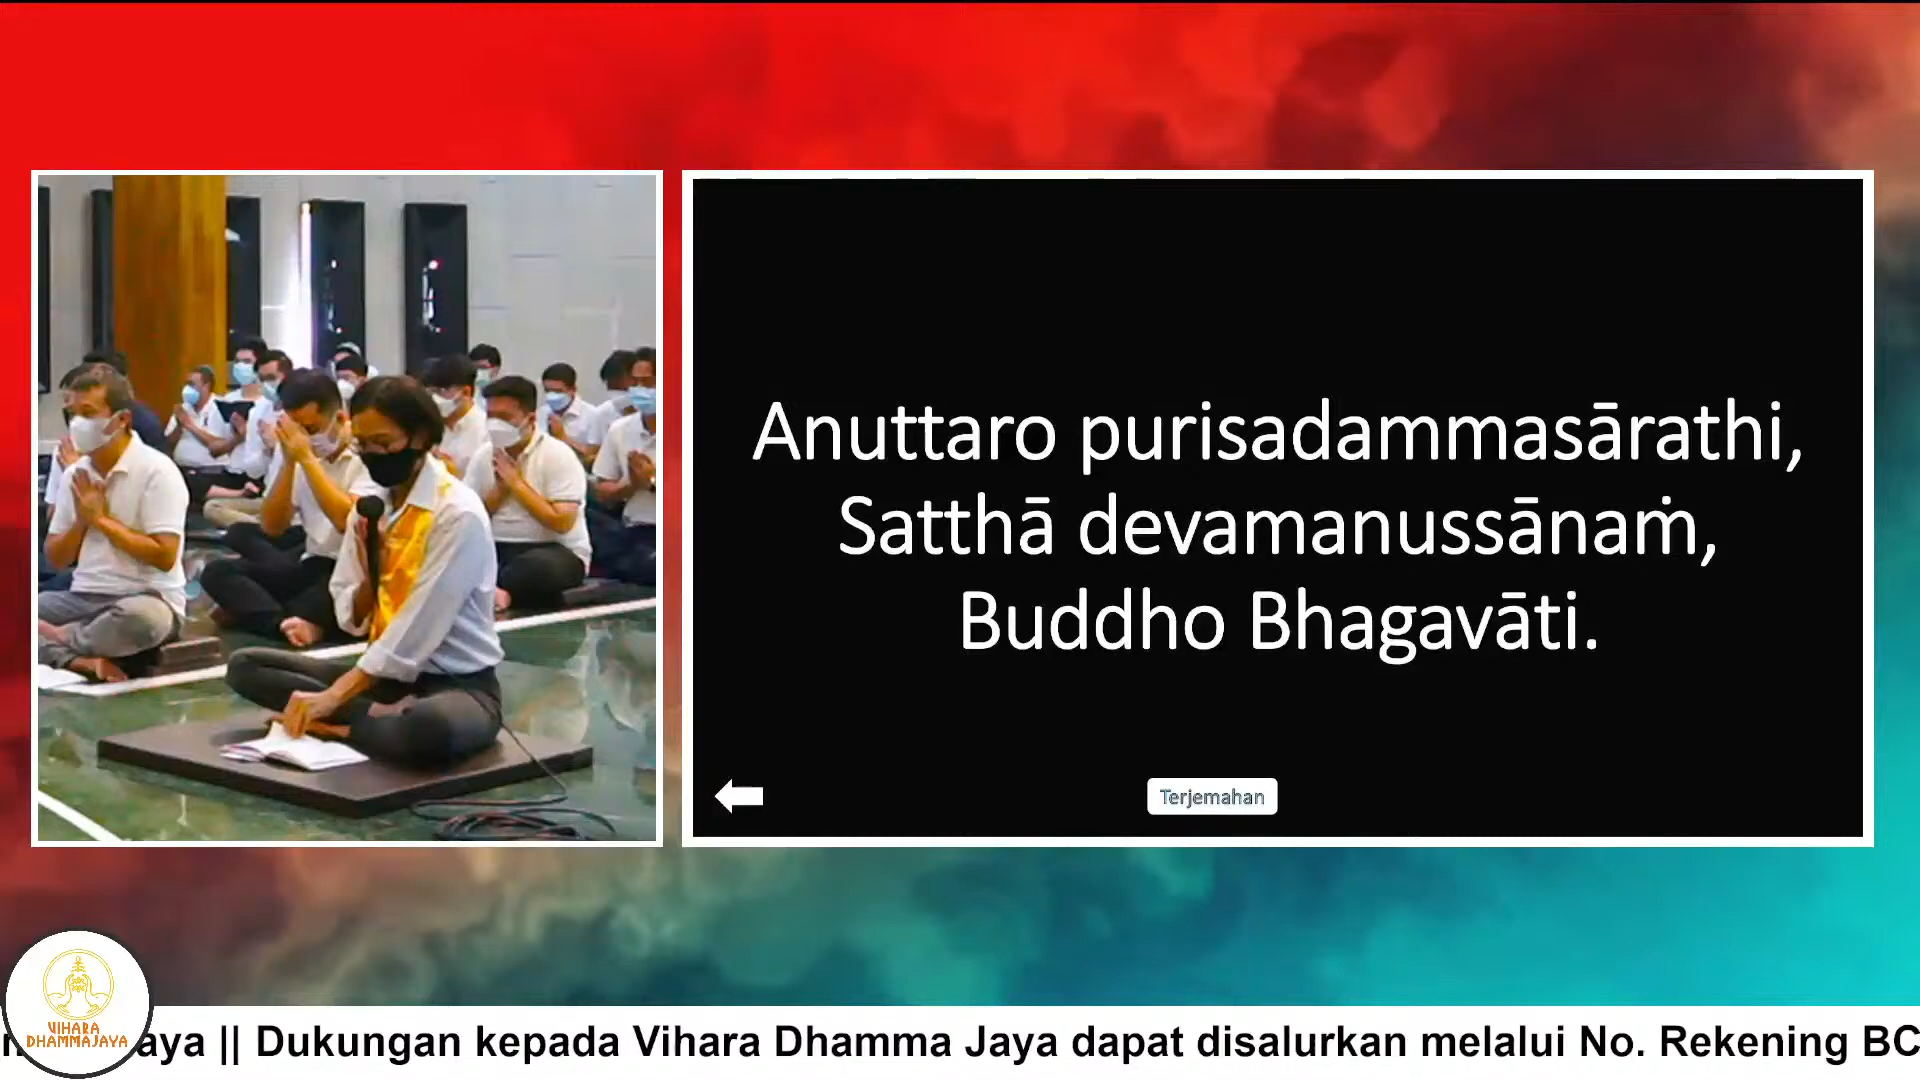 Anuttaro purisadammasārathi,
Satthā devamanussānaṁ,
Buddho Bhagavāti.
Terjemahan
VIHARA
DHAMMAJAYA
aya || Dukungan kepada Vihara Dhamma Jaya dapat disalurkan melalui No. Rekening BC